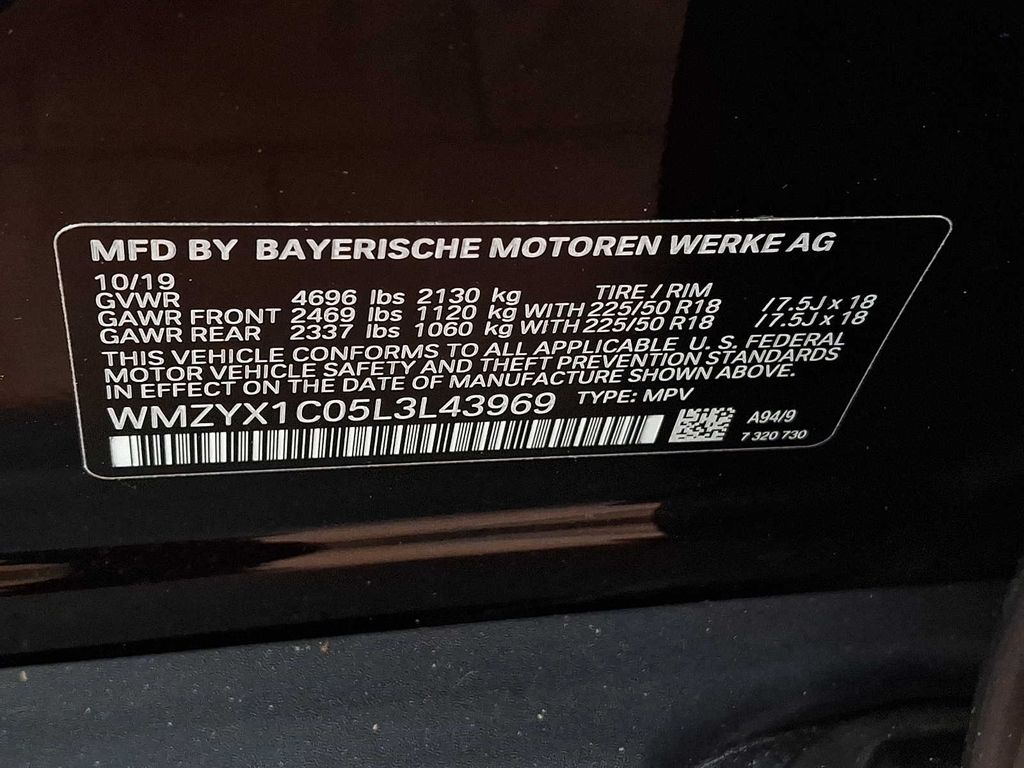 MFD BY BAYERISCHE MOTOREN WERKE AG
10/19 TIRE / RIM
GVWR 4696 lbs 2130 kg
GAWR FRONT 2469 lbs 1120 kg WITH 225/50 R18 / 7.5J x 18
GAWR REAR 2337 lbs 1060 kg WITH 225/50 R18 / 7.5J x 18
THIS VEHICLE CONFORMS TO ALL APPLICABLE U. S. FEDERAL
MOTOR VEHICLE SAFETY AND THEFT PREVENTION STANDARDS
IN EFFECT ON THE DATE OF MANUFACTURE SHOWN ABOVE.
WMZYX1C05L3L43969 TYPE: MPV
A94/9
7 320 730